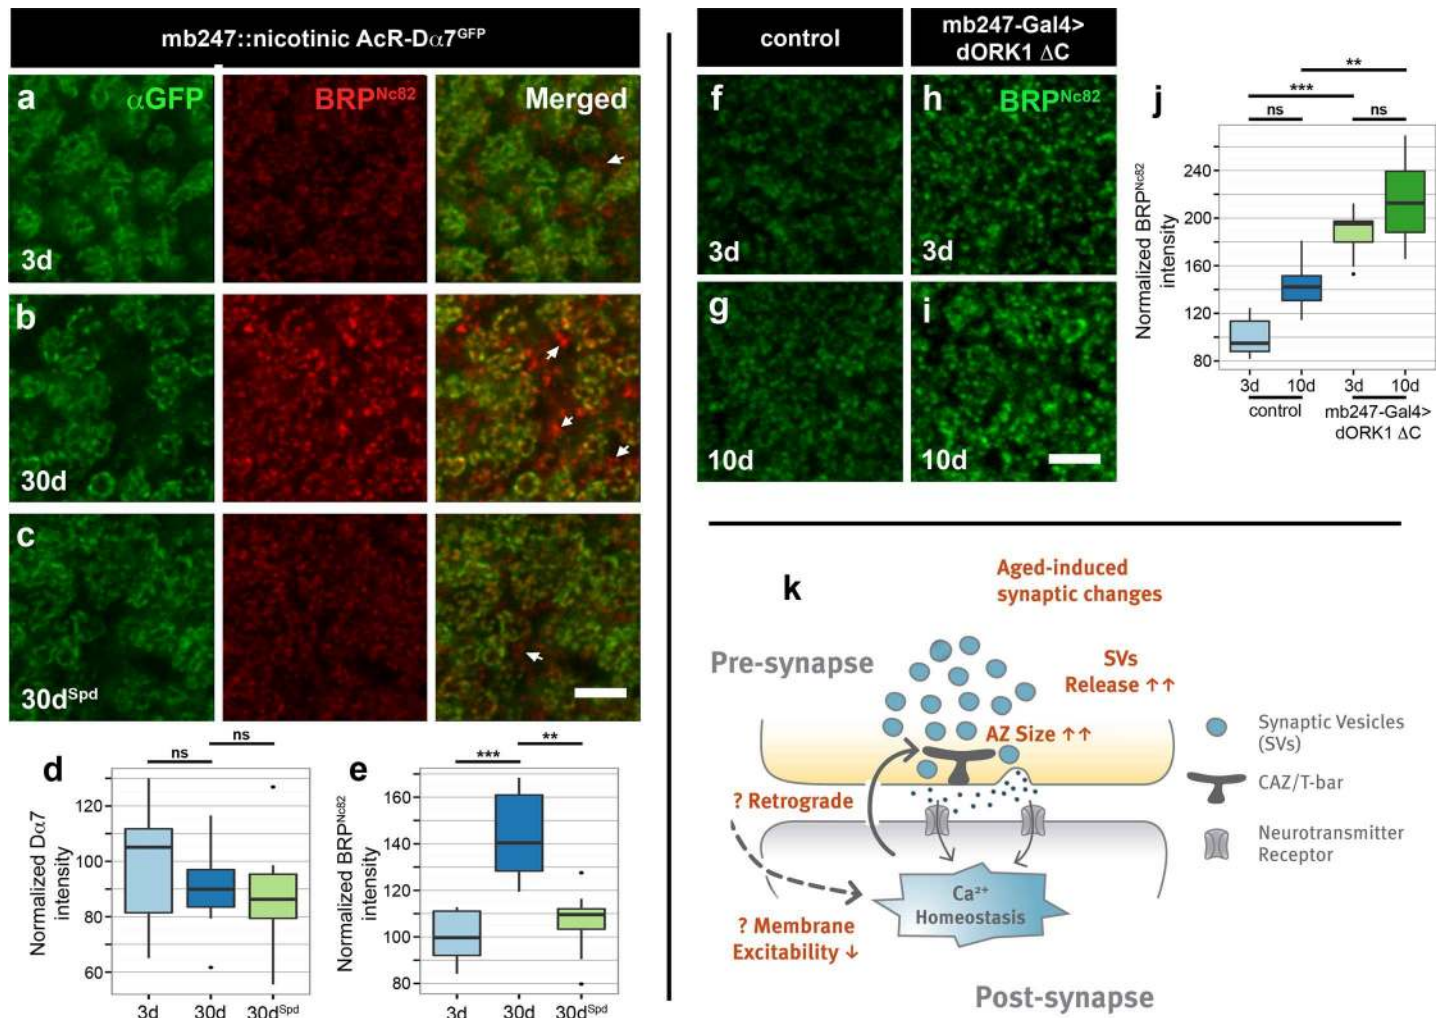 mb247::nicotinic AcR-Dα7GFP
a
αGFP
BRPNc82
Merged
3d
b
30d
c
30dSpd
d
ns
ns
Normalized Dα7
intensity
120
100
80
60
3d
30d
30dSpd
e
***
**
Normalized BRPNc82
intensity
160
140
120
100
80
3d
30d
30dSpd
control
mb247-Gal4>
dORK1 ΔC
f
3d
h
BRPNc82
3d
g
10d
i
10d
j
**
***
ns
ns
Normalized BRPNc82
intensity
240
200
160
120
80
3d
10d
3d
10d
control
mb247-Gal4>
dORK1 ΔC
k
Aged-induced
synaptic changes
Pre-synapse
SVs
Release ↑↑
AZ Size ↑↑
? Retrograde
Ca2+
Homeostasis
? Membrane
Excitability ↓
Post-synapse
Synaptic Vesicles
(SVs)
CAZ/T-bar
Neurotransmitter
Receptor